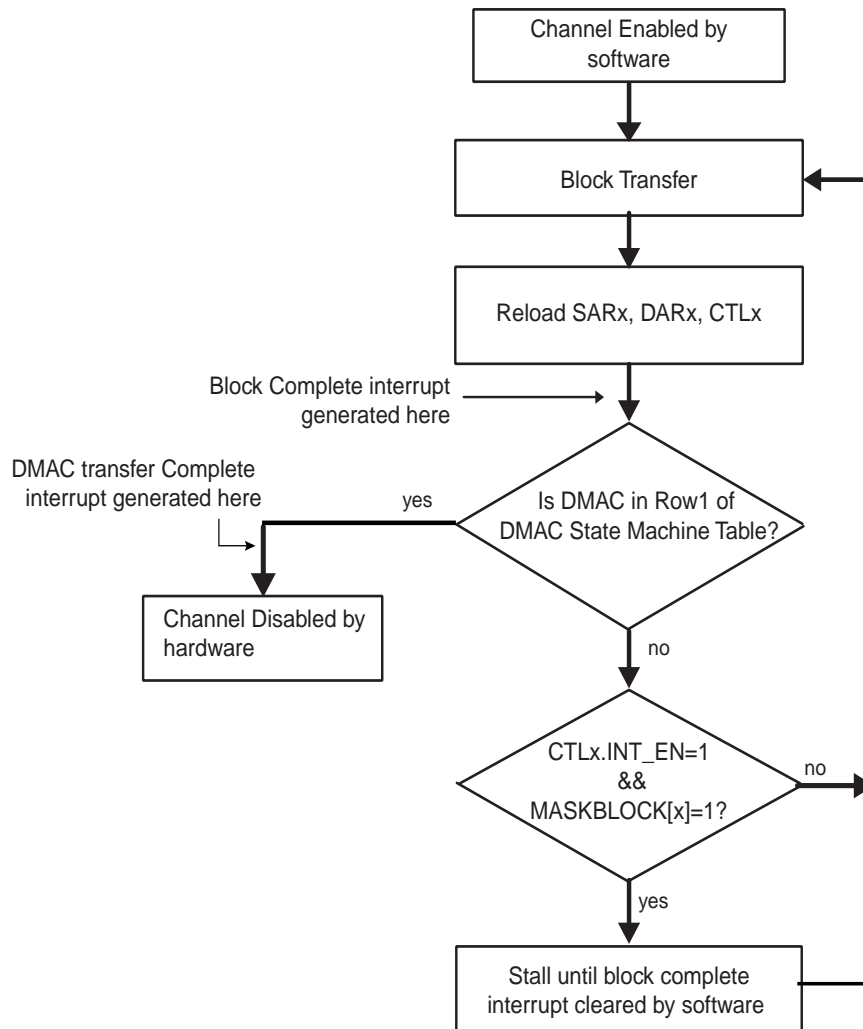 Channel Enabled by
software
Block Transfer
Reload SARx, DARx, CTLx
Block Complete interrupt
generated here
DMAC transfer Complete
interrupt generated here
yes
Is DMAC in Row1 of
DMAC State Machine Table?
Channel Disabled by
hardware
no
CTLx.INT_EN=1
&&
MASKBLOCK[x]=1?
no
yes
Stall until block complete
interrupt cleared by software